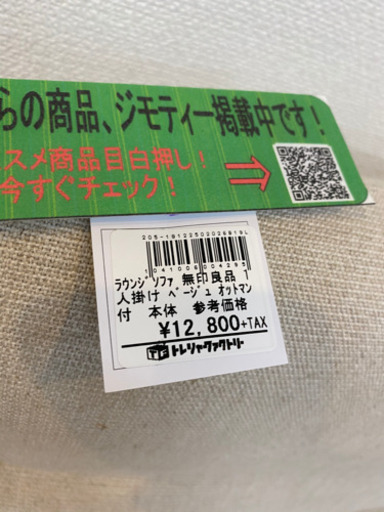 らの商品、ジモティー掲載中です！
スメ商品目白押し！
今すぐチェック！
ラウンジ ソファ 無印良品 1
人掛け ベージュ オットマン
付 本体 参考価格
¥12,800+TAX
トレジャーファクトリー